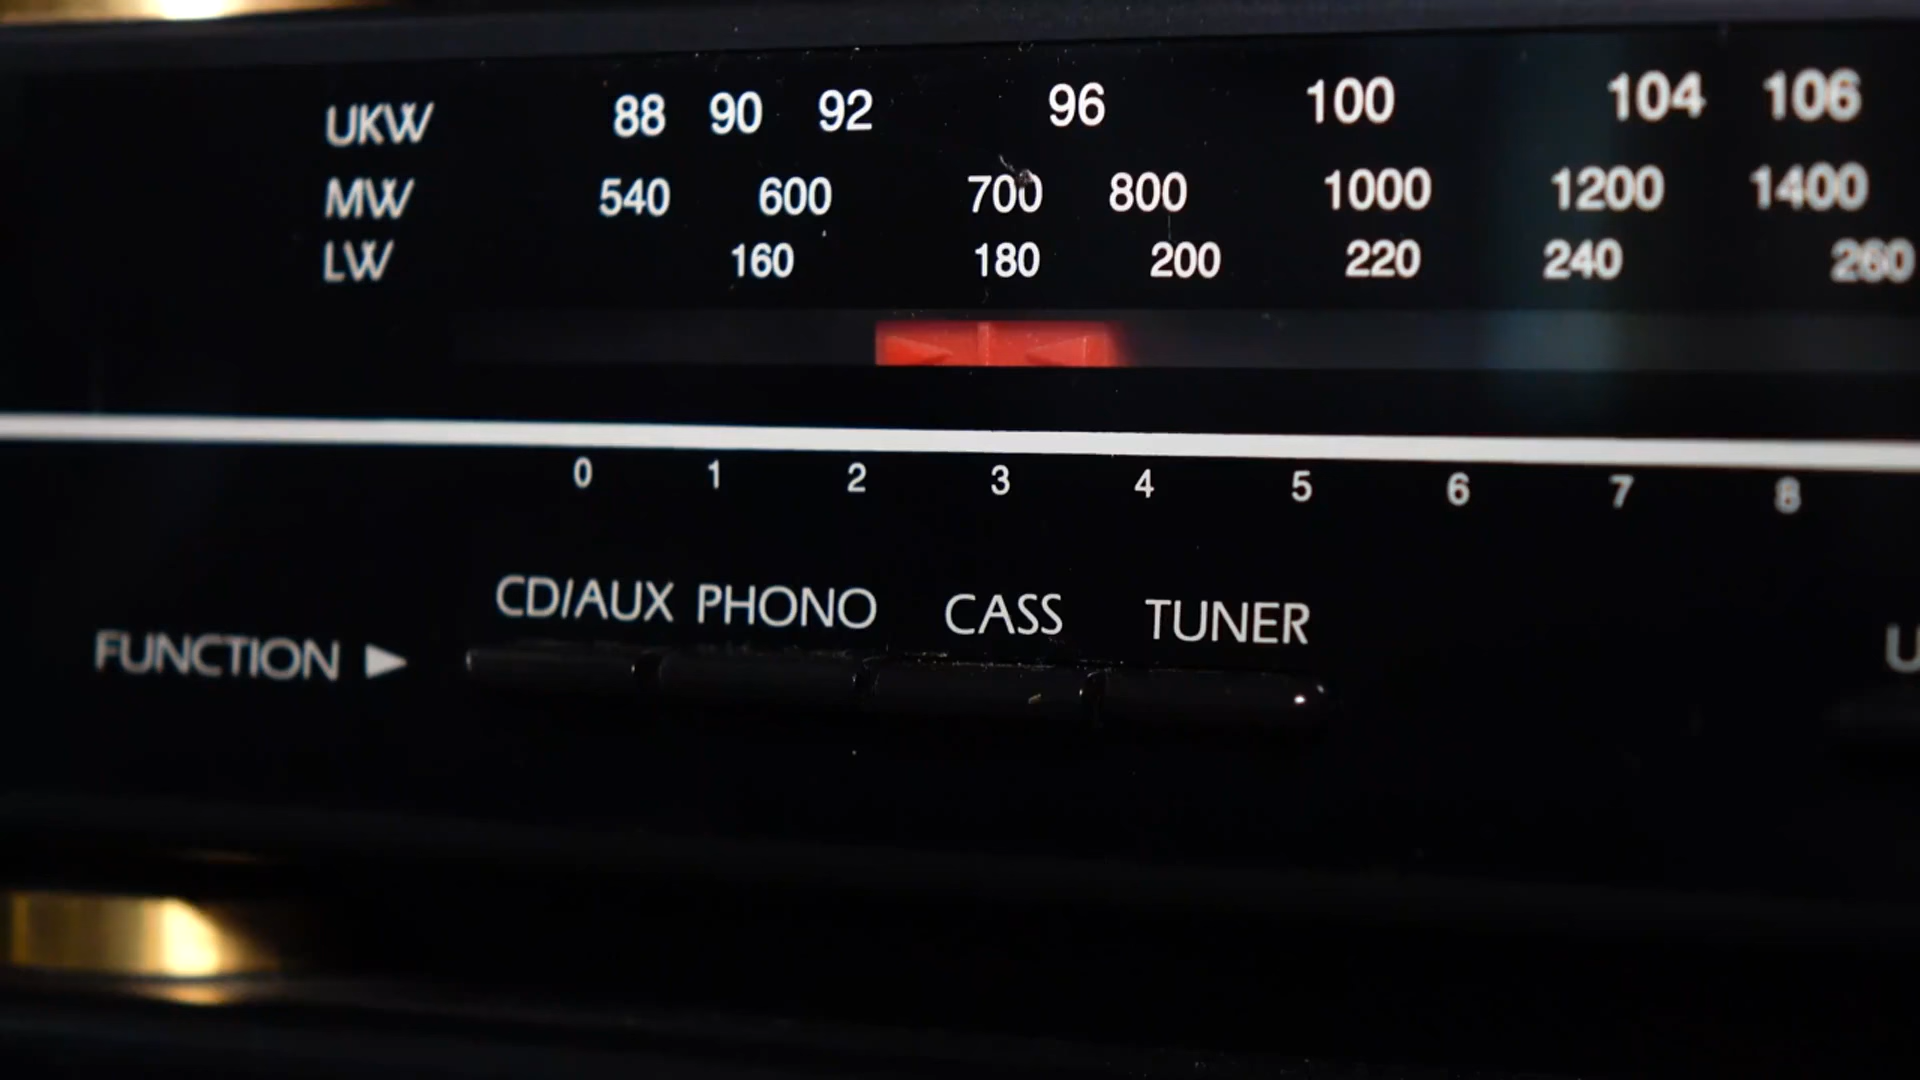 UKW 88 90 92 96 100 104 106
MW 540 600 700 800 1000 1200 1400
LW 160 180 200 220 240 260
0 1 2 3 4 5 6 7 8
CD/AUX PHONO CASS TUNER
FUNCTION